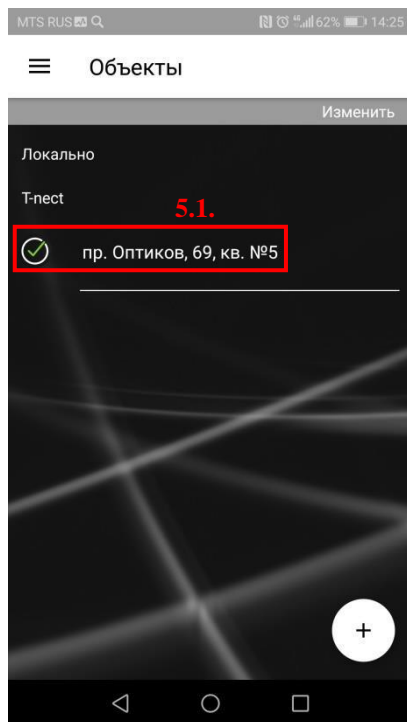 MTS RUS 62% 14:25
Объекты
Изменить
Локально
T-nect
5.1.
пр. Оптиков, 69, кв. №5
+